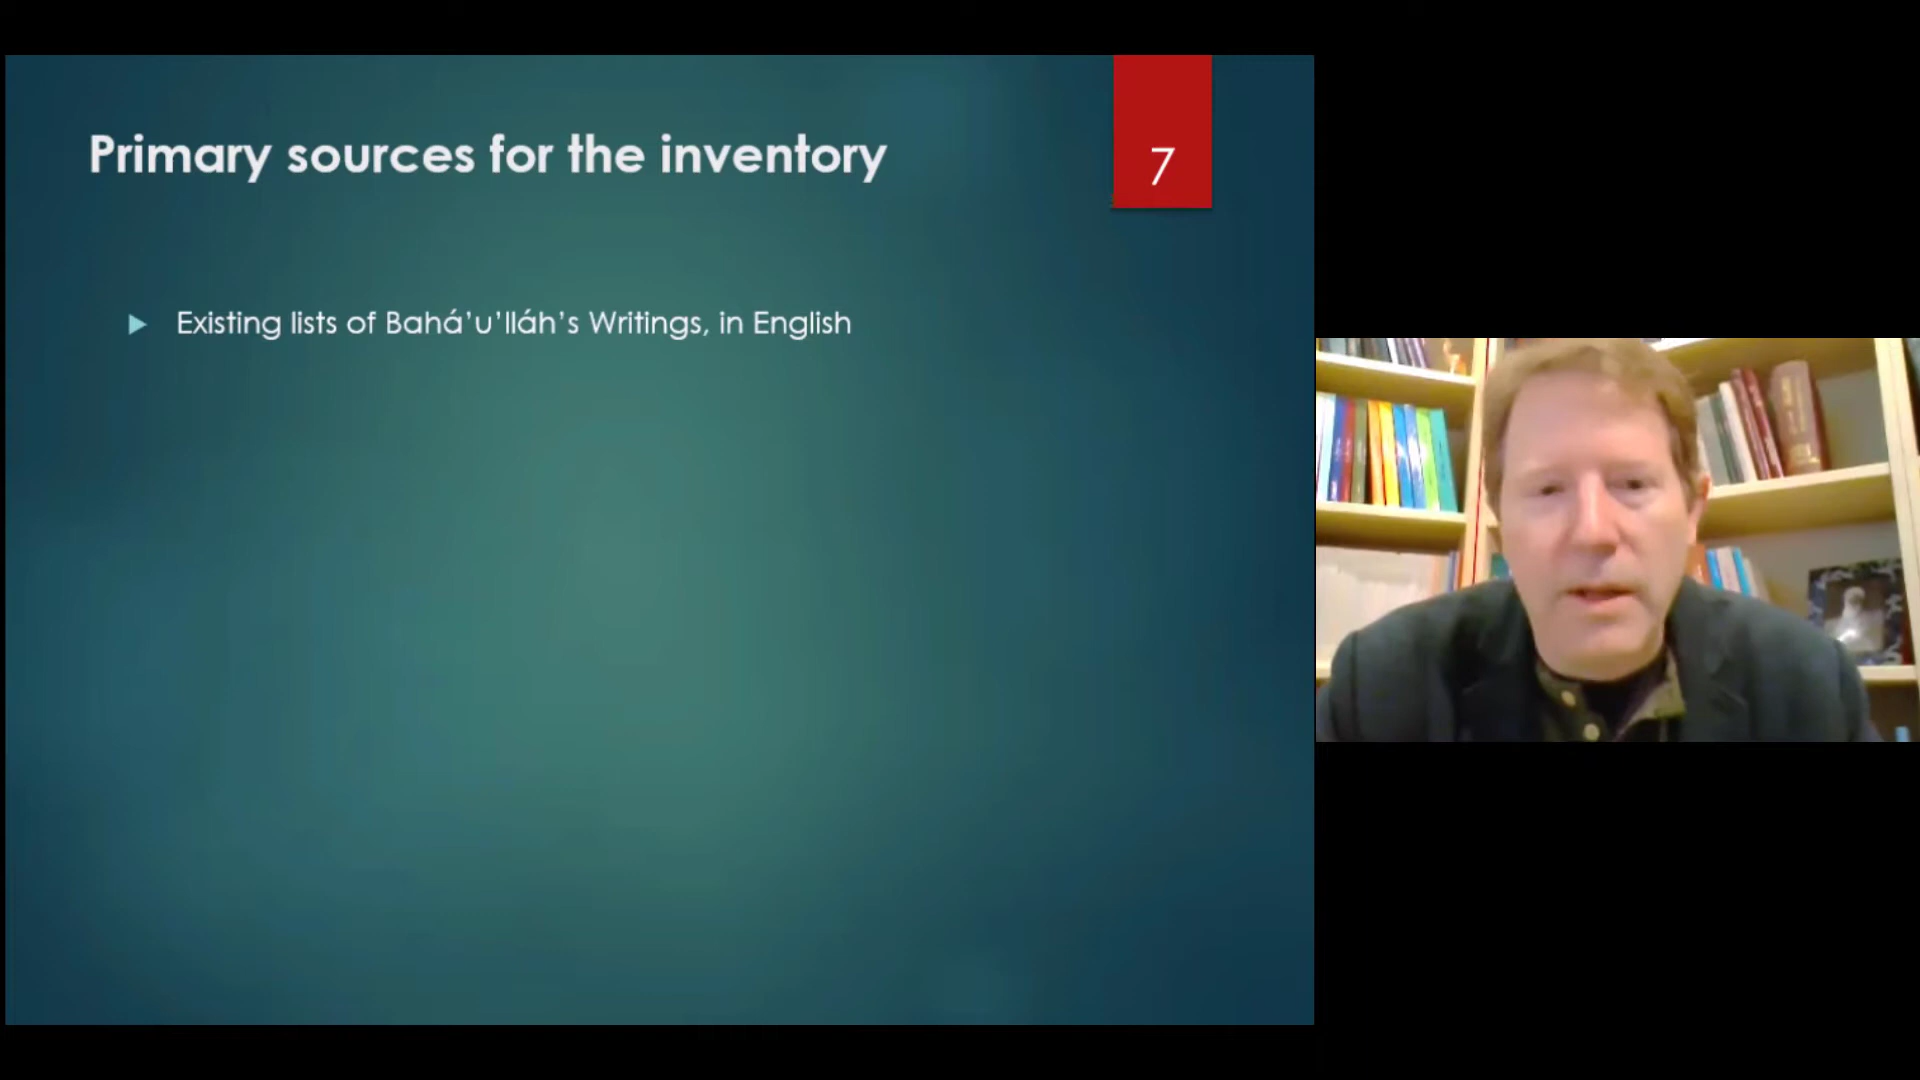 Primary sources for the inventory
7
Existing lists of Bahá’u’lláh’s Writings, in English